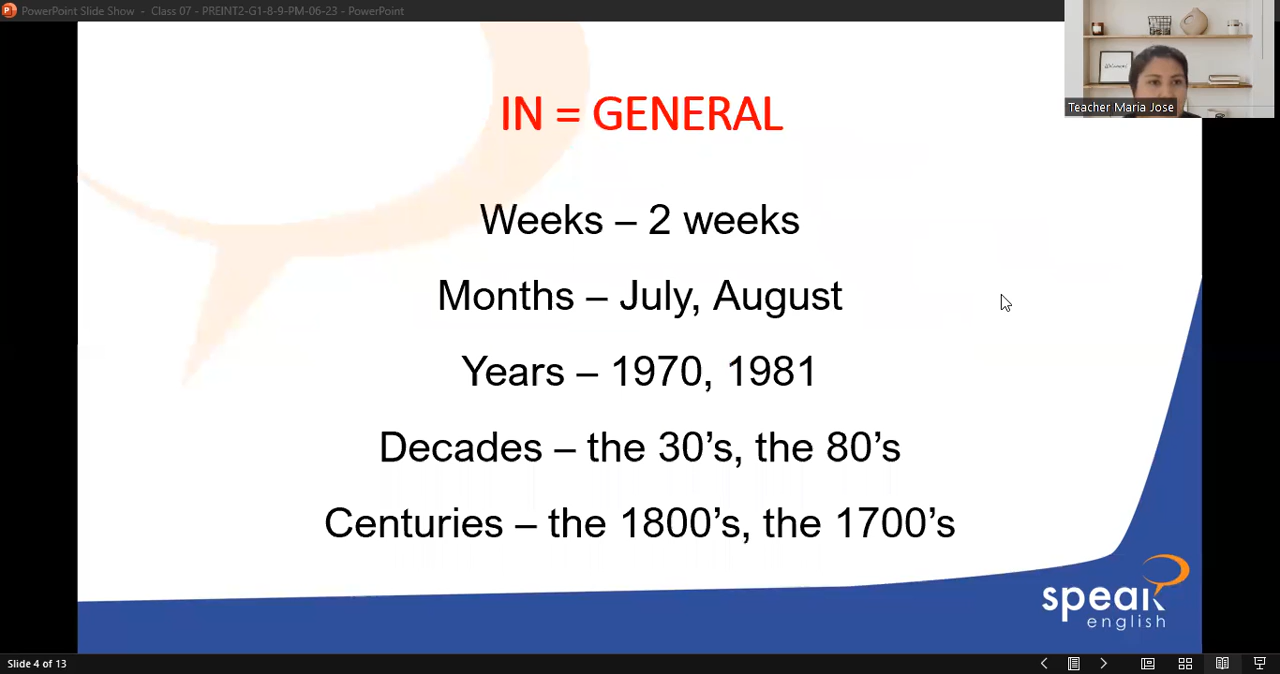 PowerPoint Slide Show - Class 07 - PREINT2-G1-8-9-PM-06-23 - PowerPoint
Teacher Maria Jose
IN = GENERAL
Weeks – 2 weeks
Months – July, August
Years – 1970, 1981
Decades – the 30's, the 80's
Centuries – the 1800's, the 1700's
speak
english
Slide 4 of 13